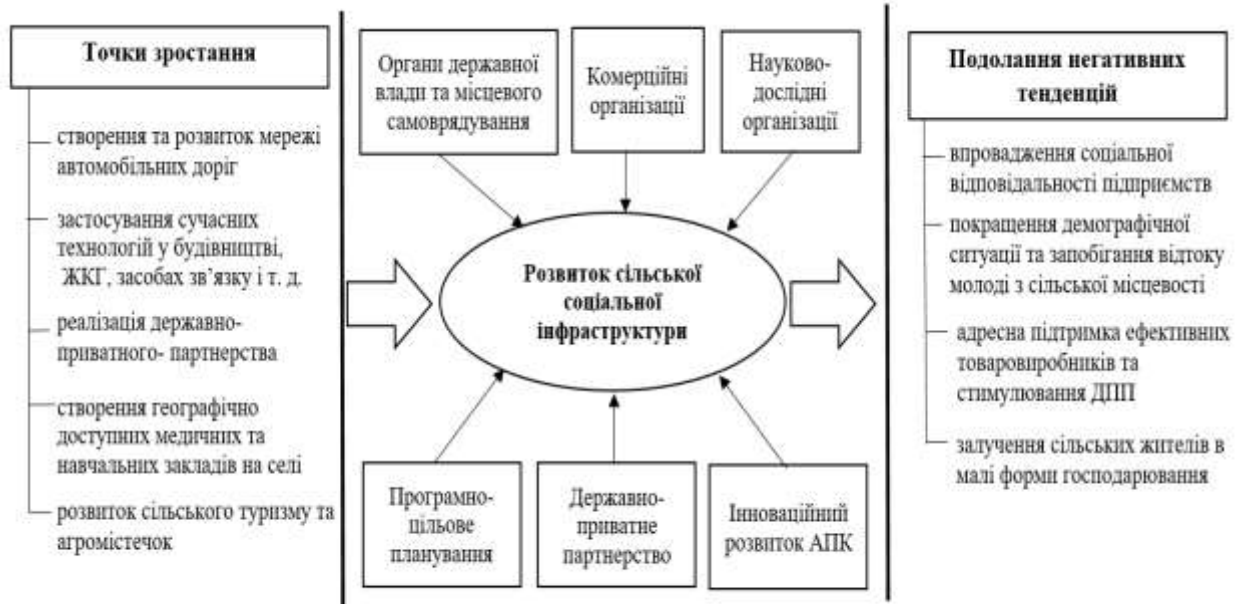 Точки зростання
створення та розвиток мережі
автомобільних доріг
застосування сучасних
технологій у будівництві,
ЖКГ, засобах зв’язку і т. д.
реалізація державно-
приватного- партнерства
створення географічно
доступних медичних та
навчальних закладів на селі
розвиток сільського туризму та
агромістечок
Органи державної
влади та місцевого
самоврядування
Комерційні
організації
Науково-
дослідні
організації
Розвиток сільської
соціальної
інфраструктури
Програмно-
цільове
планування
Державно-
приватне
партнерство
Інноваційний
розвиток АПК
Подолання негативних
тенденцій
впровадження соціальної
відповідальності підприємств
покращення демографічної
ситуації та запобігання відтоку
молоді з сільської місцевості
адресна підтримка ефективних
товаровиробників та
стимулювання ДПП
залучення сільських жителів в
малі форми господарювання